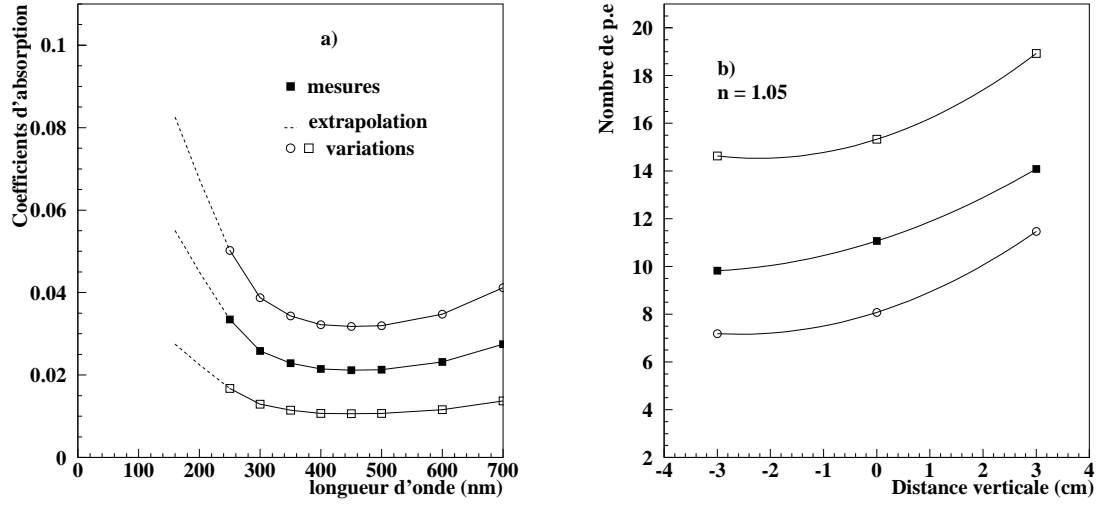 Coefficients d'absorption
0.1
0.08
0.06
0.04
0.02
0
a)
mesures
extrapolation
variations
0 100 200 300 400 500 600 700
longueur d'onde (nm)
Nombre de p.e
20
18
16
14
12
10
8
6
4
2
b)
n = 1.05
-4 -3 -2 -1 0 1 2 3 4
Distance verticale (cm)